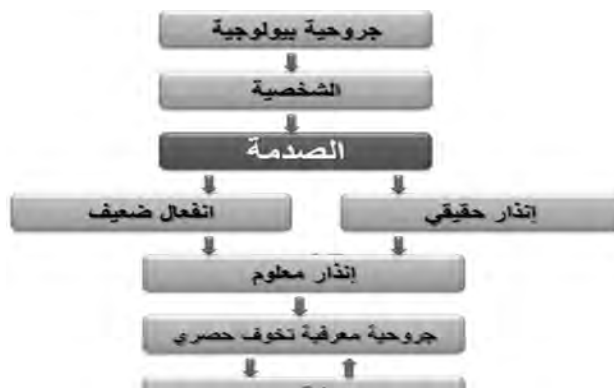 جروحية بيولوجية
الشخصية
الصدمة
إنذار حقيقي
انفعال ضعيف
إنذار معلوم
جروحية معرفية تخوف حصري